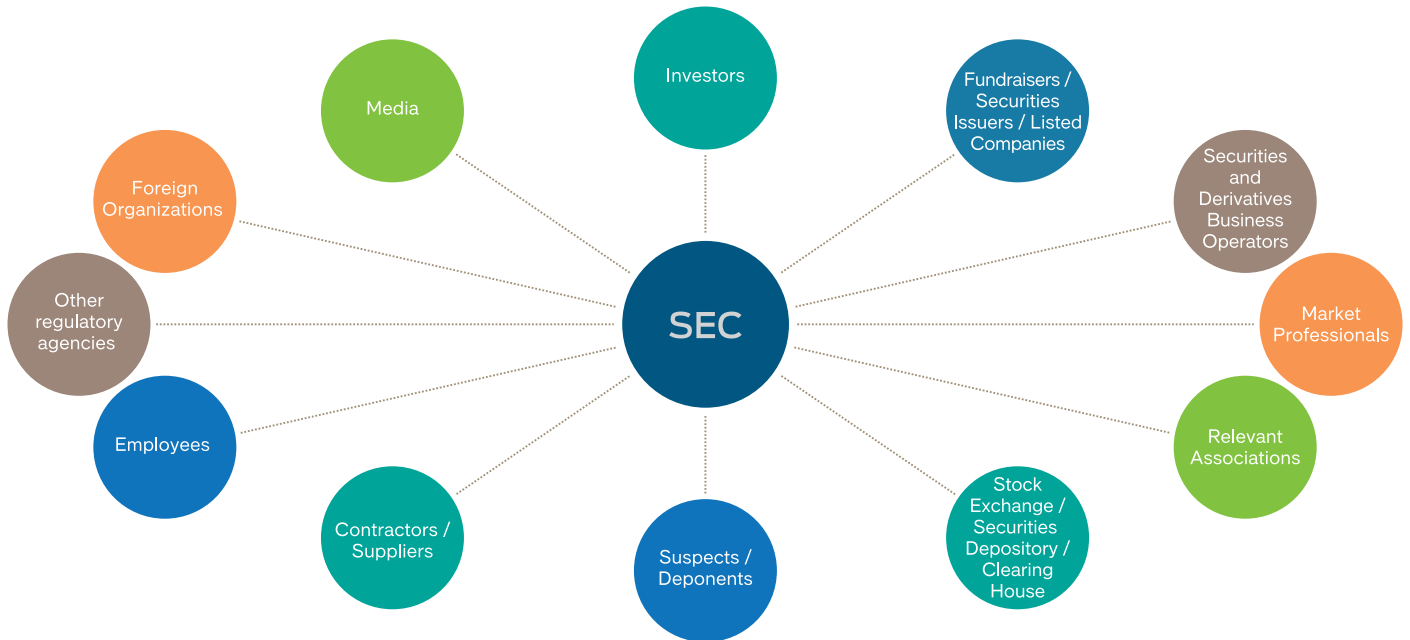 Investors
Media
Fundraisers /
Securities
Issuers / Listed
Companies
Securities
and
Derivatives
Business
Operators
Foreign
Organizations
Other
regulatory
agencies
SEC
Market
Professionals
Employees
Relevant
Associations
Contractors /
Suppliers
Suspects /
Deponents
Stock
Exchange /
Securities
Depository /
Clearing
House